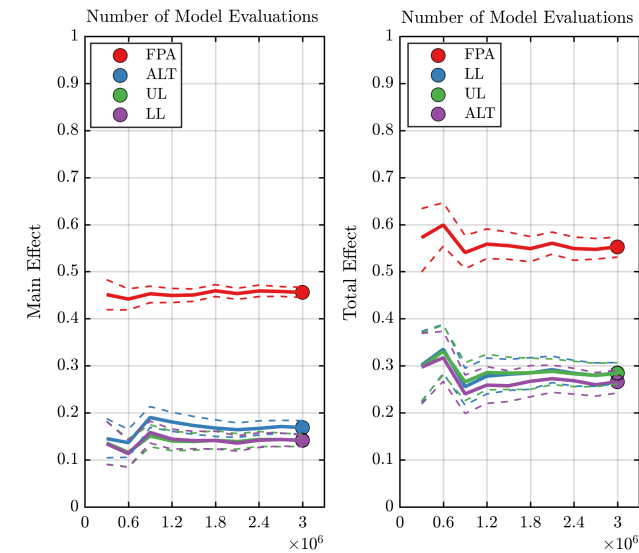 Number of Model Evaluations
Main Effect
1
0.9
0.8
0.7
0.6
0.5
0.4
0.3
0.2
0.1
0
FPA
ALT
UL
LL
0 0.6 1.2 1.8 2.4 3
×10⁶
Number of Model Evaluations
Total Effect
1
0.9
0.8
0.7
0.6
0.5
0.4
0.3
0.2
0.1
0
FPA
LL
UL
ALT
0 0.6 1.2 1.8 2.4 3
×10⁶